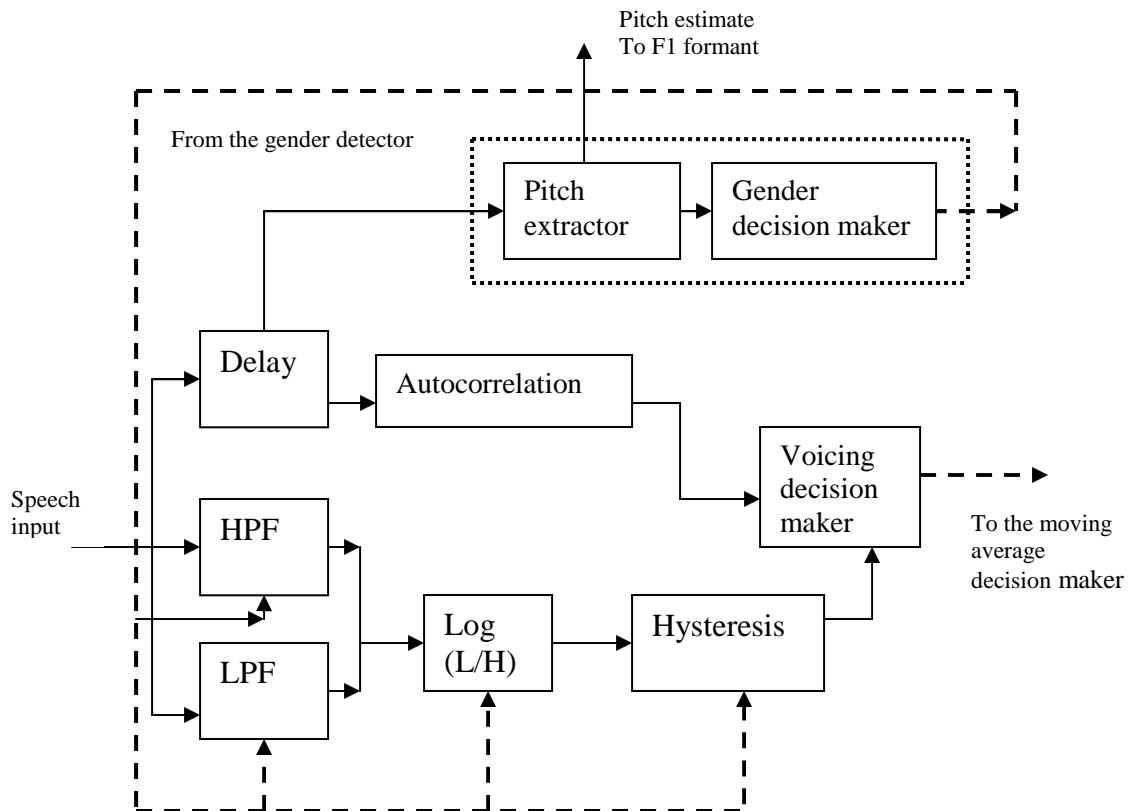 Pitch estimate
To F1 formant
From the gender detector
Pitch
extractor
Gender
decision maker
Delay
Autocorrelation
Voicing
decision
maker
Speech
input
HPF
To the moving
average
decision maker
Log
(L/H)
Hysteresis
LPF